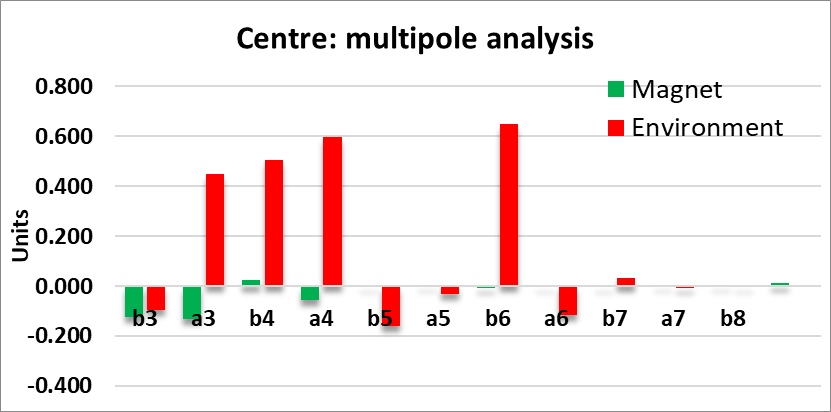 Centre: multipole analysis
Magnet
Environment
Units
0.800
0.600
0.400
0.200
0.000
-0.200
-0.400
b3 a3 b4 a4 b5 a5 b6 a6 b7 a7 b8